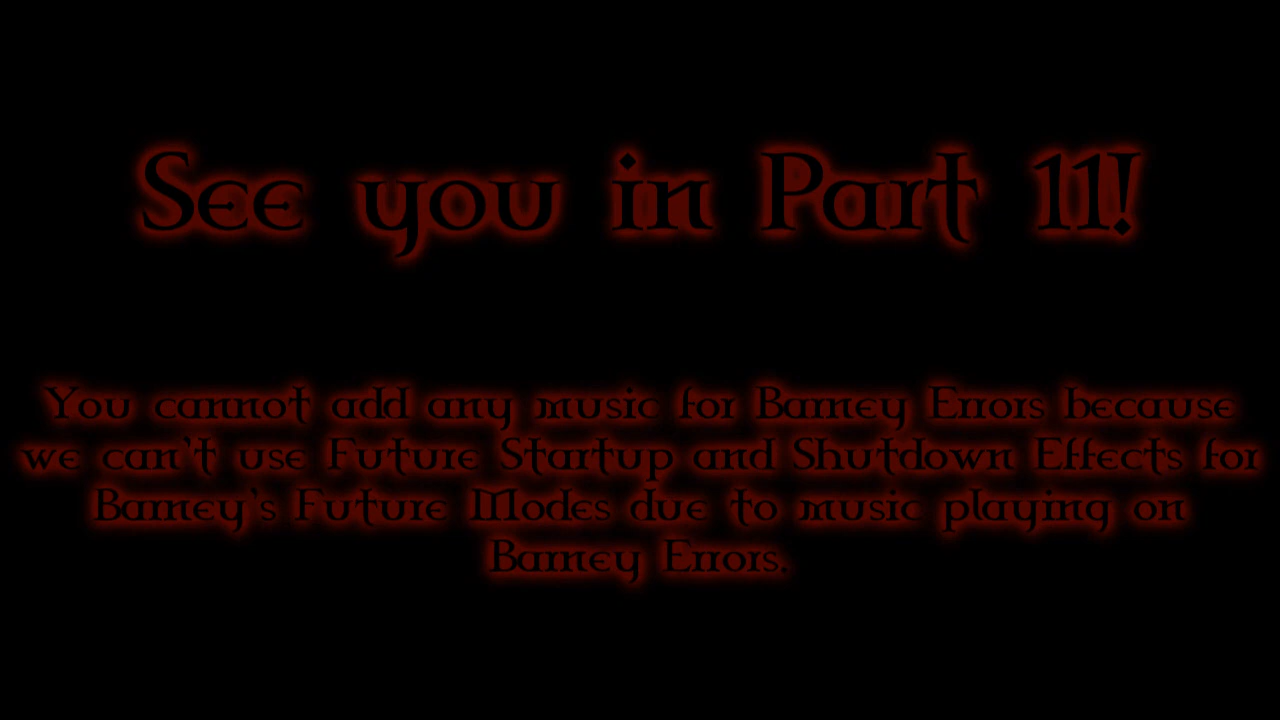 See you in Part 11!
You cannot add any music for Barney Errors because
we can't use Future Startup and Shutdown Effects for
Barney's Future Modes due to music playing on
Barney Errors.